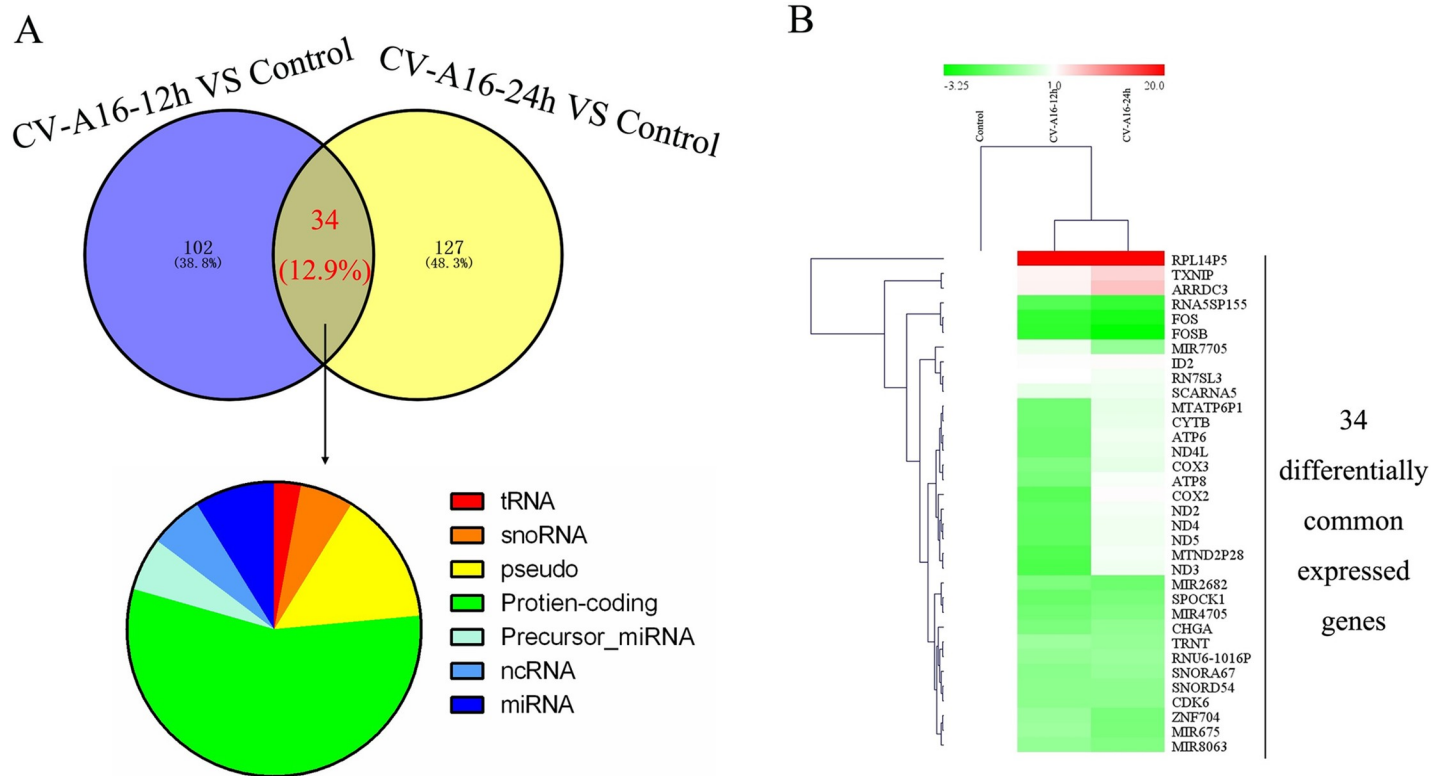 A
CV-A16-12h VS Control
CV-A16-24h VS Control
102
(38.8%)
34
(12.9%)
127
(48.3%)
tRNA
snoRNA
pseudo
Protien-coding
Precursor_miRNA
ncRNA
miRNA
B
-3.25
1.0
20.0
Control
CV-A16-12h
CV-A16-24h
RPL14P5
TXNIP
ARRDC3
RNA5SP155
FOS
FOSB
MIR7705
ID2
RN7SL3
SCARNA5
MTATP6P1
CYTB
ATP6
ND4L
COX3
ATP8
COX2
ND2
ND4
ND5
MTND2P28
ND3
MIR2682
SPOCK1
MIR4705
CHGA
TRNT
RNU6-1016P
SNORA67
SNORD54
CDK6
ZNF704
MIR675
MIR8063
34
differentially
common
expressed
genes